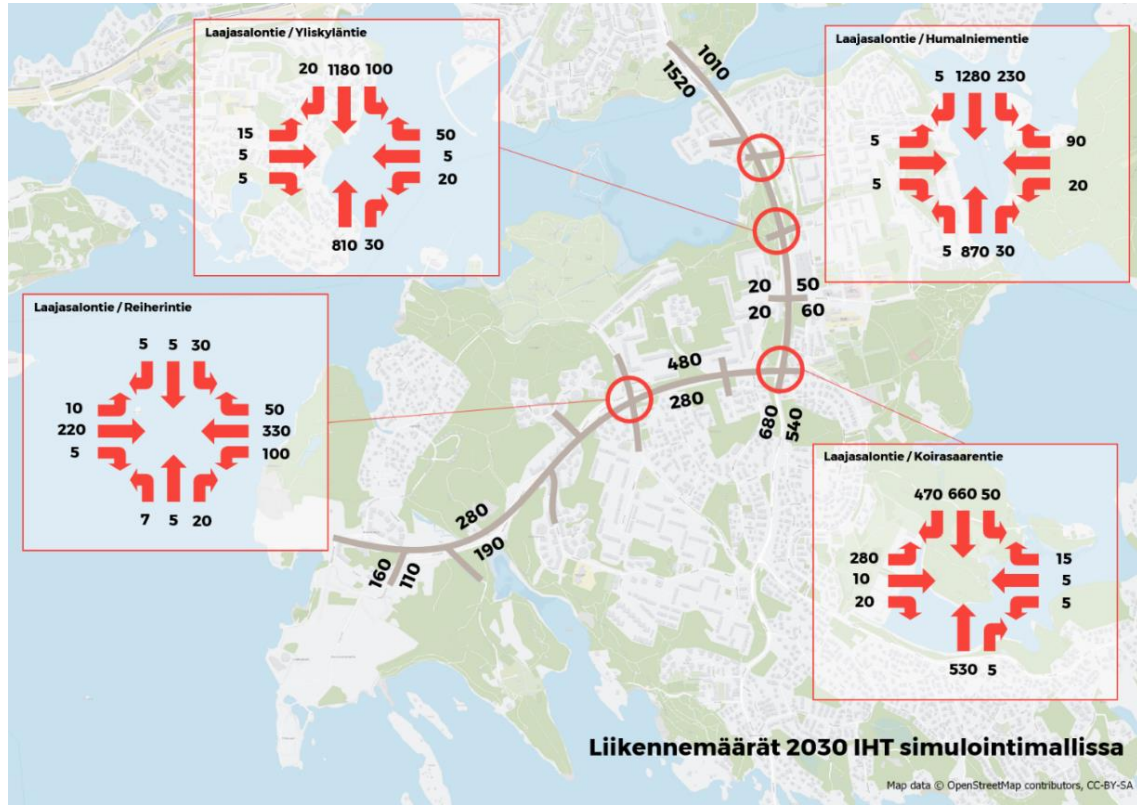 Laajasalontie / Yliskyläntie
20 1180 100
15
5
5
50
5
20
810 30
1010
1520
Laajasalontie / Humalniementie
5 1280 230
5
5
90
20
5 870 30
20 50
20 60
Laajasalontie / Reiherintie
5 5 30
10
220
5
50
330
100
7 5 20
480
280
680 540
Laajasalontie / Koirasaarentie
470 660 50
280
10
20
15
5
5
530 5
280
190
160 110
Liikennemäärät 2030 IHT simulointimallissa
Map data © OpenStreetMap contributors, CC-BY-SA